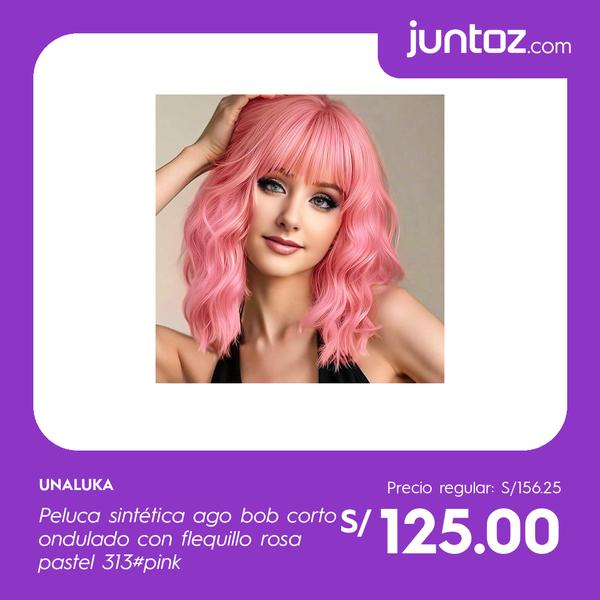 juntoz.com
UNALUKA
Peluca sintética ago bob corto
ondulado con flequillo rosa
pastel 313#pink
Precio regular: S/156.25
S/125.00